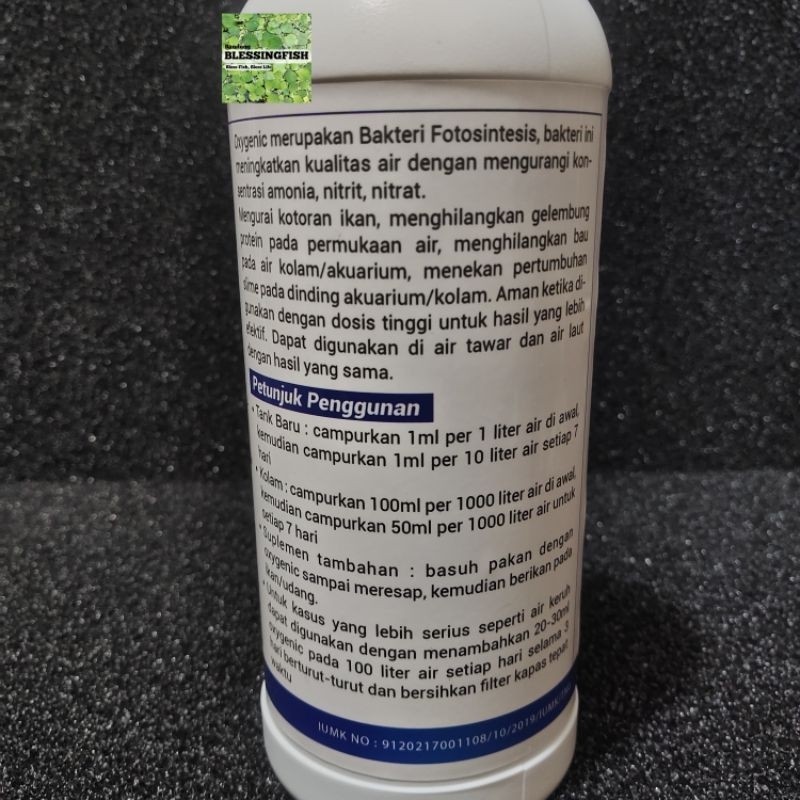 Bandung
BLESSINGFISH
Bless Fish, Bless Life
Oxygenic merupakan Bakteri Fotosintesis, bakteri ini
meningkatkan kualitas air dengan mengurangi kon-
sentrasi amonia, nitrit, nitrat.
Mengurai kotoran ikan, menghilangkan gelembung
protein pada permukaan air, menghilangkan bau
pada air kolam/akuarium, menekan pertumbuhan
slime pada dinding akuarium/kolam. Aman ketika di-
gunakan dengan dosis tinggi untuk hasil yang lebih
efektif. Dapat digunakan di air tawar dan air laut
dengan hasil yang sama.
Petunjuk Penggunan
• Tank Baru : campurkan 1ml per 1 liter air di awal,
kemudian campurkan 1ml per 10 liter air setiap 7
hari
• Kolam : campurkan 100ml per 1000 liter air di awal,
kemudian campurkan 50ml per 1000 liter air untuk
setiap 7 hari
• Suplemen tambahan : basuh pakan dengan
oxygenic sampai meresap, kemudian berikan pada
ikan/udang.
• Untuk kasus yang lebih serius seperti air keruh
dapat digunakan dengan menambahkan 20-30ml
oxygenic pada 100 liter air setiap hari selama 3
hari berturut-turut dan bersihkan filter kapas tepat
waktu
IUMK NO : 9120217001108/10/2019/IUMK/